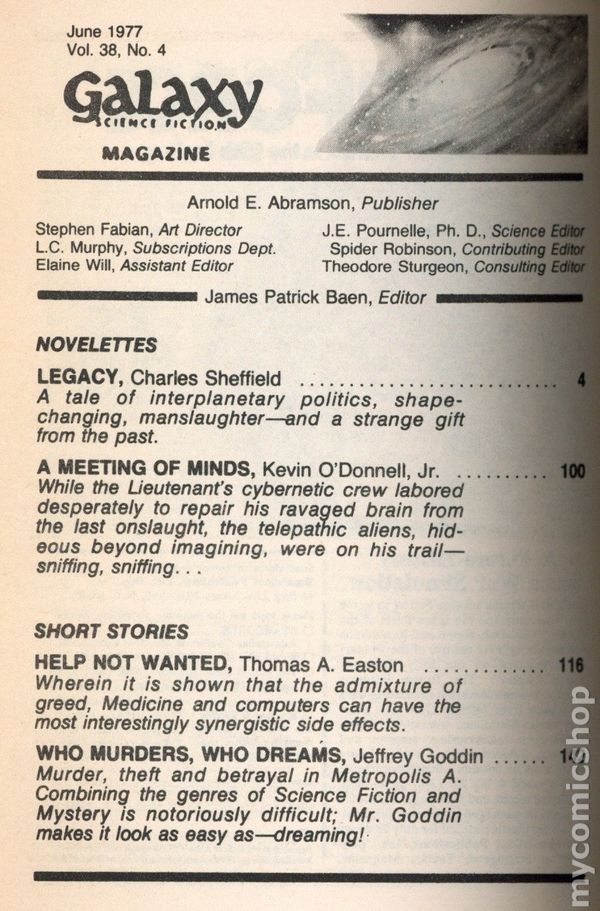 June 1977
Vol. 38, No. 4
Galaxy
SCIENCE FICTION
MAGAZINE
Arnold E. Abramson, Publisher
Stephen Fabian, Art Director
J.E. Pournelle, Ph. D., Science Editor
L.C. Murphy, Subscriptions Dept.
Spider Robinson, Contributing Editor
Elaine Will, Assistant Editor
Theodore Sturgeon, Consulting Editor
James Patrick Baen, Editor
NOVELETTES
LEGACY, Charles Sheffield .......................... 4
A tale of interplanetary politics, shape-
changing, manslaughter—and a strange gift
from the past.
A MEETING OF MINDS, Kevin O'Donnell, Jr. .......... 100
While the Lieutenant's cybernetic crew labored
desperately to repair his ravaged brain from
the last onslaught, the telepathic aliens, hid-
eous beyond imagining, were on his trail—
sniffing, sniffing...
SHORT STORIES
HELP NOT WANTED, Thomas A. Easton ............. 116
Wherein it is shown that the admixture of
greed, Medicine and computers can have the
most interestingly synergistic side effects.
WHO MURDERS, WHO DREAMS, Jeffrey Goddin ......
Murder, theft and betrayal in Metropolis A.
Combining the genres of Science Fiction and
Mystery is notoriously difficult; Mr. Goddin
makes it look as easy as—dreaming!
mycomicshop